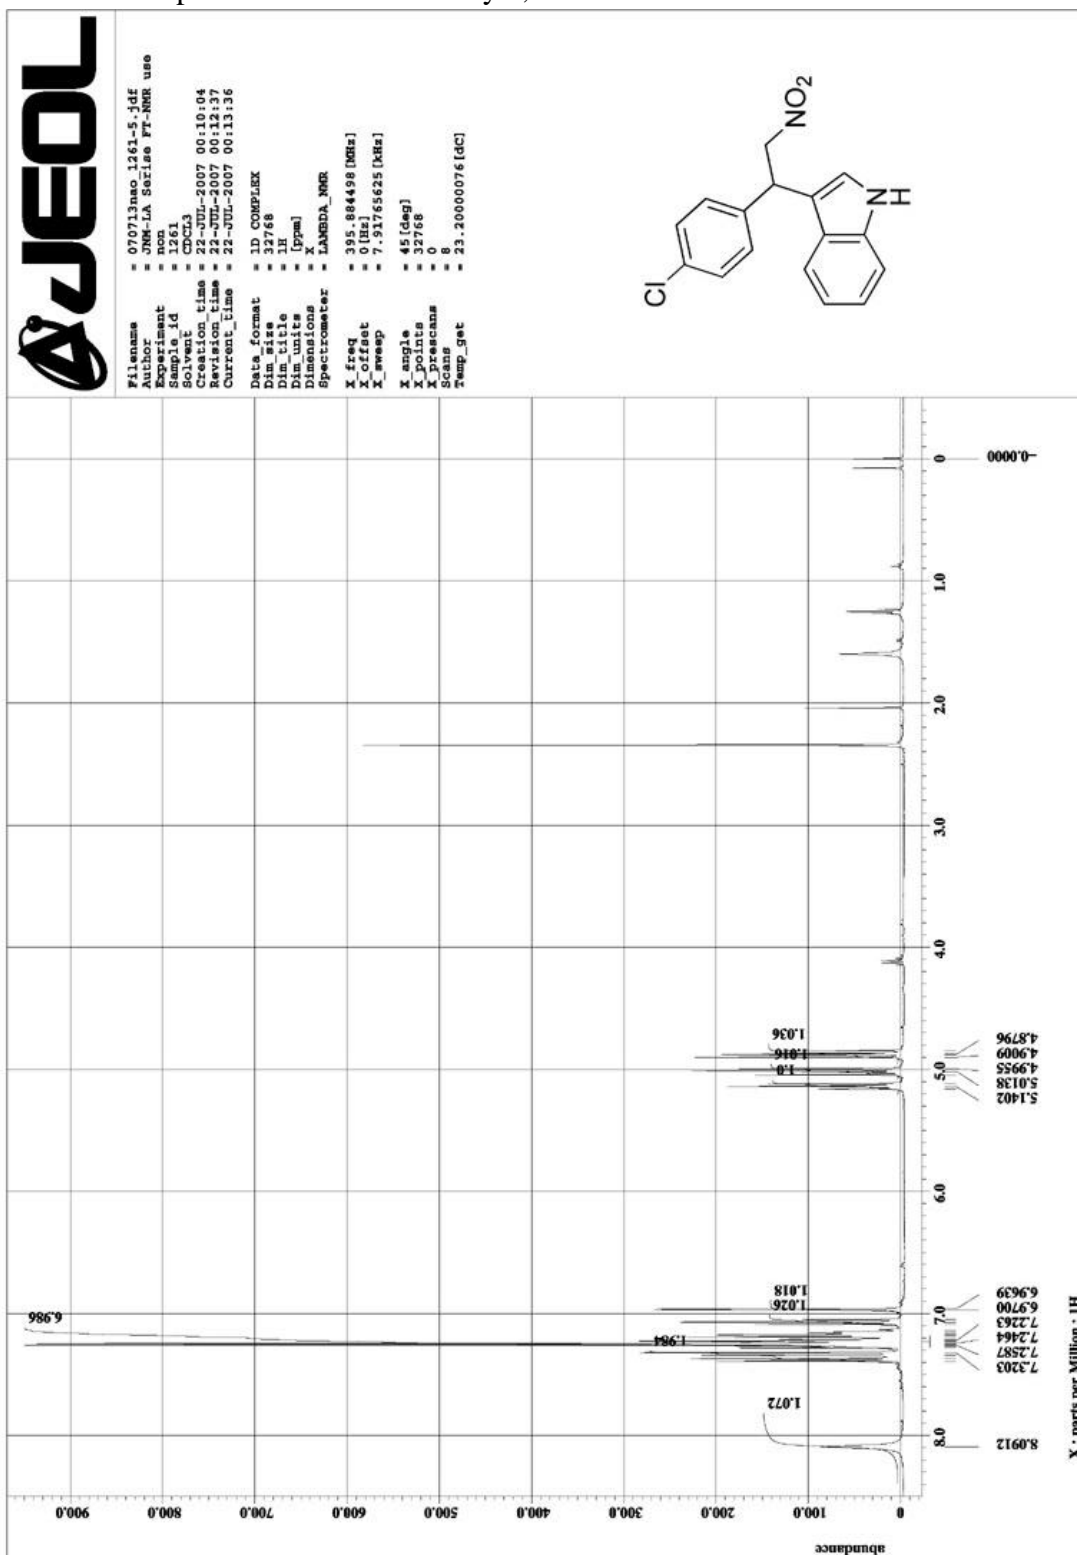 JEOL
Filename = 070713nao_1261-5.jdf
Author = JNM-LA Serise FT-NMR use
Experiment = non
Sample_id = 1261
Solvent = CDCL3
Creation_time = 22-JUL-2007 00:10:04
Revision_time = 22-JUL-2007 00:12:37
Current_time = 22-JUL-2007 00:13:36
Data_format = 1D COMPLEX
Dim_size = 32768
Dim_title = 1H
Dim_units = [ppm]
Dimensions = X
Spectrometer = LAMBDA_NMR
X_freq = 395.884498[MHz]
X_offset = 0[Hz]
X_sweep = 7.91765625[kHz]
X_angle = 45[deg]
X_points = 32768
X_prescans = 0
Scans = 8
Temp_get = 23.20000076[dC]
Cl
NO2
N
H
abundance
0 100.0 200.0 300.0 400.0 500.0 600.0 700.0 800.0 900.0
1.072
1.984
6.986
1.026
1.018
1.0
1.016
1.036
8.0 7.0 6.0 5.0 4.0 3.0 2.0 1.0 0
8.0912
7.3203
7.2587
7.2464
7.2263
6.9700
6.9639
5.1402
5.0138
4.9955
4.9009
4.8796
-0.0000
X : parts per Million : 1H